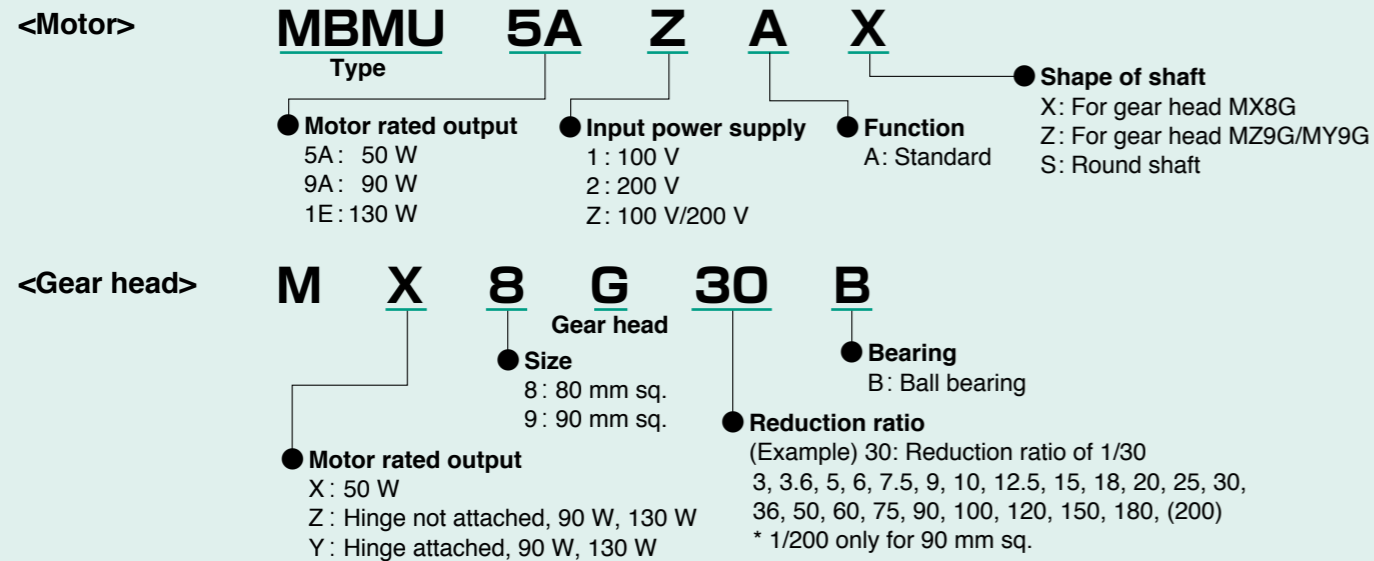 <Motor>
MBMU 5A Z A X
Type
Shape of shaft
X: For gear head MX8G
Z: For gear head MZ9G/MY9G
S: Round shaft
Motor rated output
5A: 50 W
9A: 90 W
1E: 130 W
Input power supply
1: 100 V
2: 200 V
Z: 100 V/200 V
Function
A: Standard
<Gear head>
M X 8 G 30 B
Gear head
Size
8: 80 mm sq.
9: 90 mm sq.
Bearing
B: Ball bearing
Reduction ratio
(Example) 30: Reduction ratio of 1/30
3, 3.6, 5, 6, 7.5, 9, 10, 12.5, 15, 18, 20, 25, 30,
36, 50, 60, 75, 90, 100, 120, 150, 180, (200)
* 1/200 only for 90 mm sq.
Motor rated output
X: 50 W
Z: Hinge not attached, 90 W, 130 W
Y: Hinge attached, 90 W, 130 W